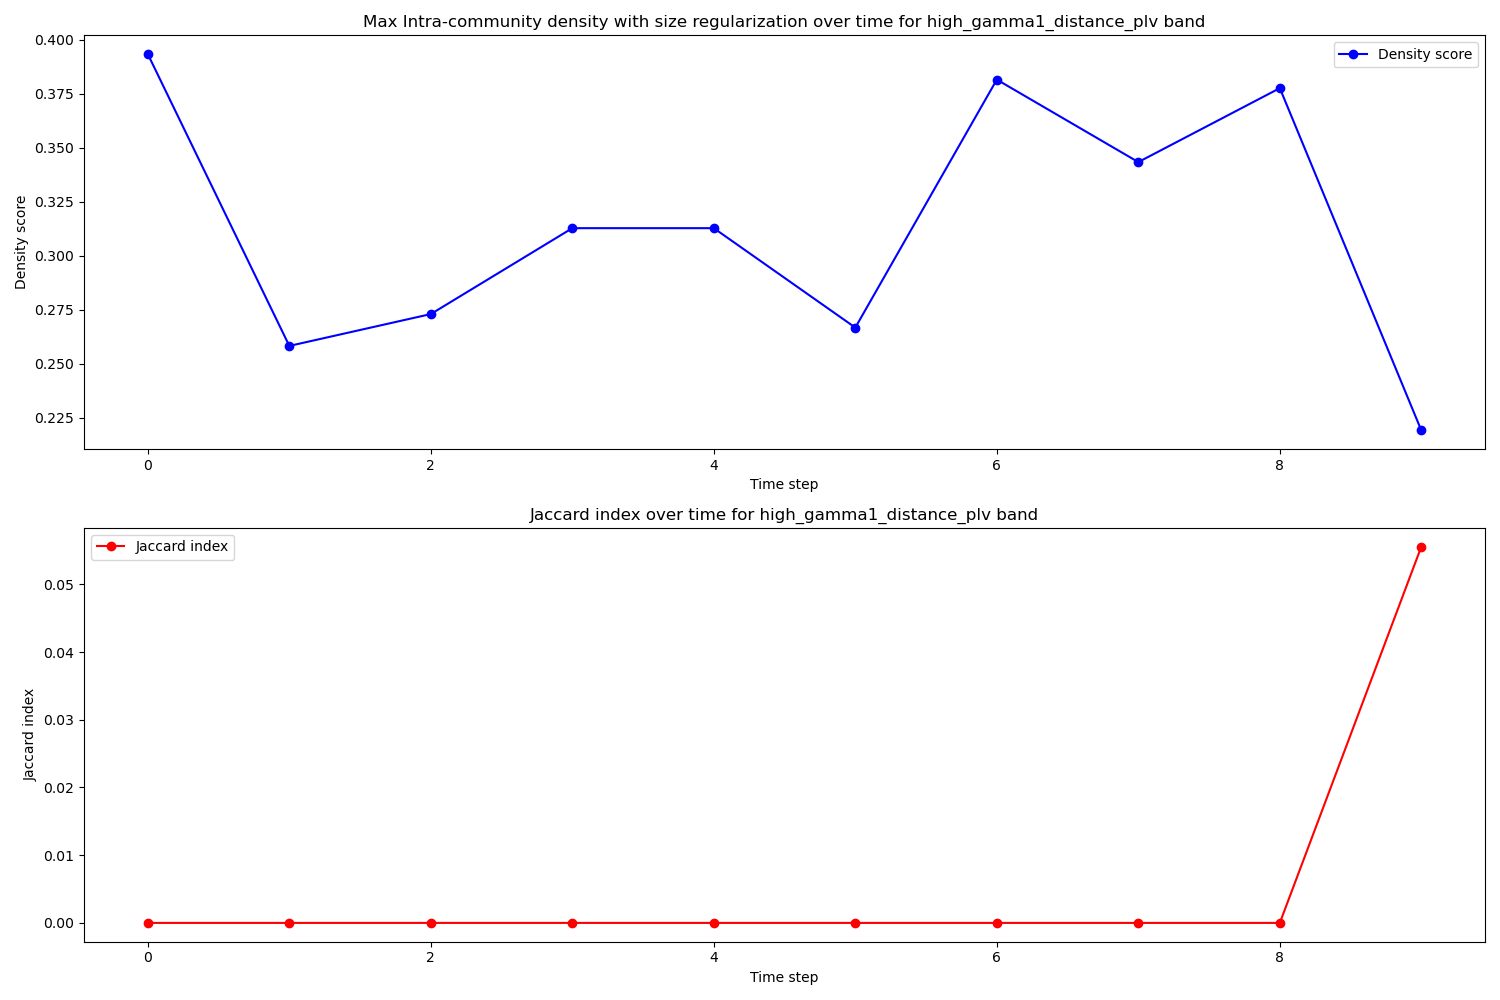 Max Intra-community density with size regularization over time for high_gamma1_distance_plv band
Density score
0.400
0.375
0.350
0.325
0.300
0.275
0.250
0.225
Density score
0 2 4 6 8
Time step
Jaccard index over time for high_gamma1_distance_plv band
Jaccard index
0.05
0.04
0.03
0.02
0.01
0.00
Jaccard index
0 2 4 6 8
Time step